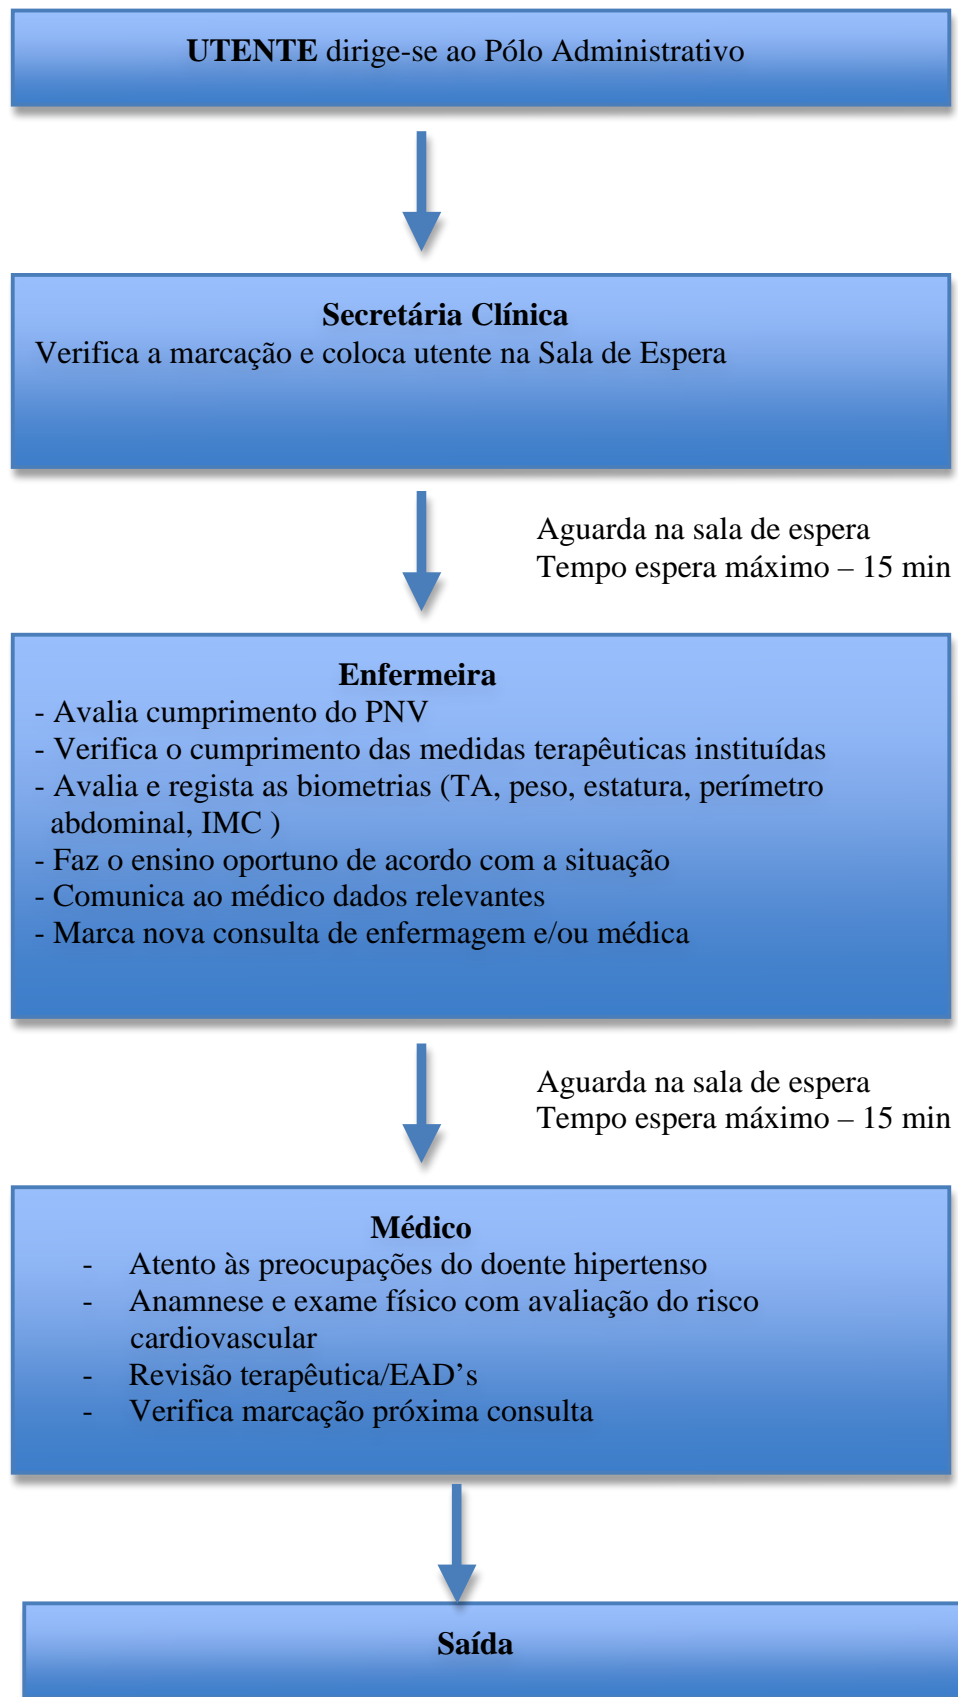 UTENTE dirige-se ao Pólo Administrativo
Secretária Clínica
Verifica a marcação e coloca utente na Sala de Espera
Aguarda na sala de espera
Tempo espera máximo – 15 min
Enfermeira
- Avalia cumprimento do PNV
- Verifica o cumprimento das medidas terapêuticas instituídas
- Avalia e regista as biometrias (TA, peso, estatura, perímetro
abdominal, IMC )
- Faz o ensino oportuno de acordo com a situação
- Comunica ao médico dados relevantes
- Marca nova consulta de enfermagem e/ou médica
Aguarda na sala de espera
Tempo espera máximo – 15 min
Médico
- Atento às preocupações do doente hipertenso
- Anamnese e exame físico com avaliação do risco
cardiovascular
- Revisão terapêutica/EAD’s
- Verifica marcação próxima consulta
Saída